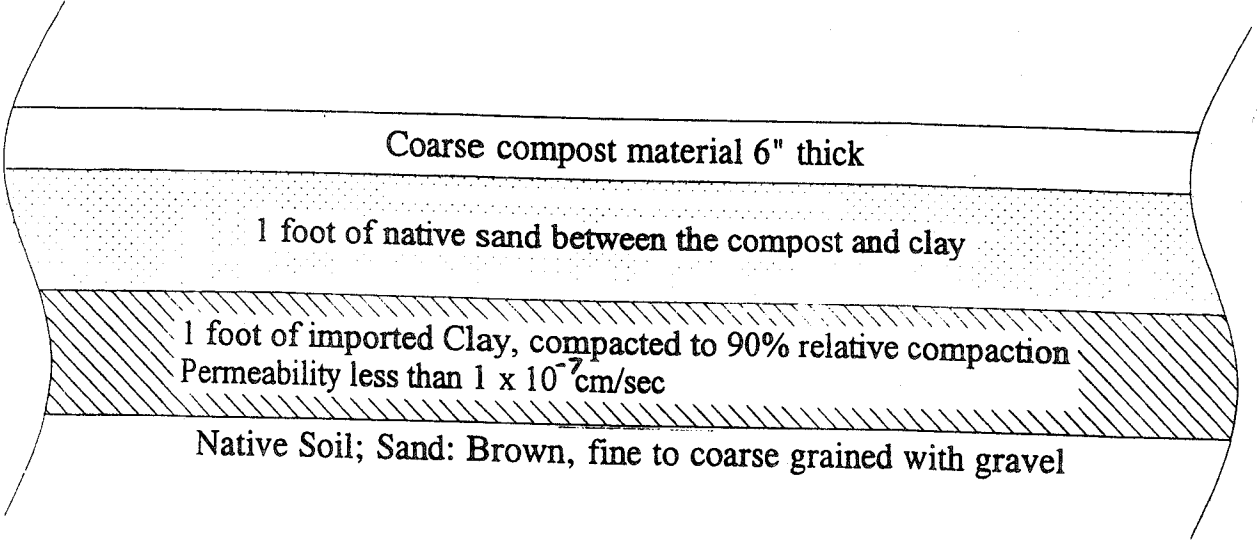 Coarse compost material 6" thick
1 foot of native sand between the compost and clay
1 foot of imported Clay, compacted to 90% relative compaction
Permeability less than 1 x 10⁻⁷cm/sec
Native Soil; Sand: Brown, fine to coarse grained with gravel